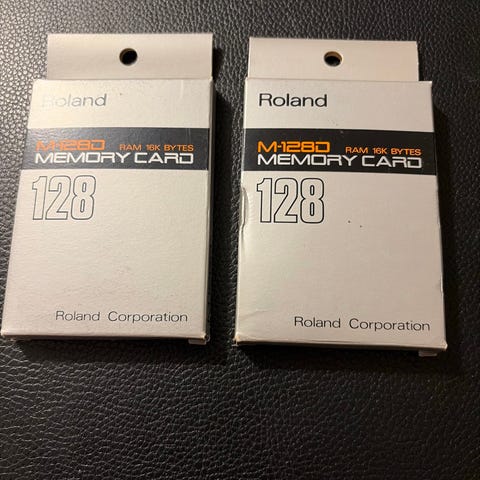 Roland
M-128D RAM 16K BYTES
MEMORY CARD
128
Roland Corporation
Roland
M-128D RAM 16K BYTES
MEMORY CARD
128
Roland Corporation